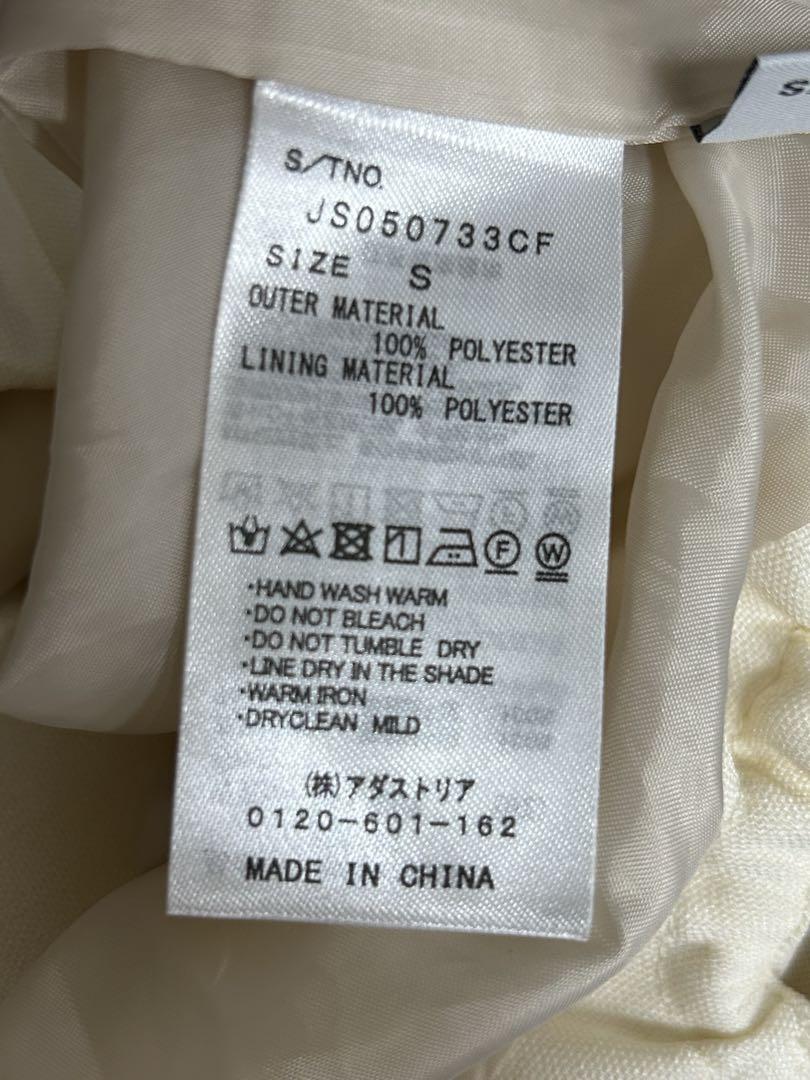 S/TNO.
JS050733CF
SIZE S
OUTER MATERIAL
100% POLYESTER
LINING MATERIAL
100% POLYESTER
F W
・HAND WASH WARM
・DO NOT BLEACH
・DO NOT TUMBLE DRY
・LINE DRY IN THE SHADE
・WARM IRON
・DRYCLEAN MILD
(株)アダストリア
0120-601-162
MADE IN CHINA